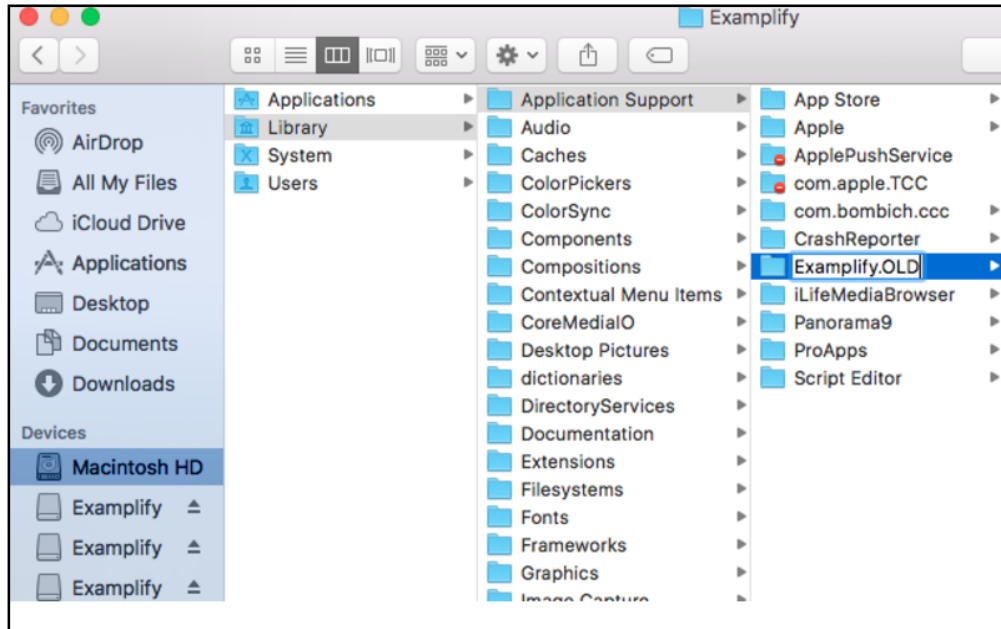 Examplify
Favorites
AirDrop
All My Files
iCloud Drive
Applications
Desktop
Documents
Downloads
Devices
Macintosh HD
Examplify
Examplify
Examplify
Applications
Library
System
Users
Application Support
Audio
Caches
ColorPickers
ColorSync
Components
Compositions
Contextual Menu Items
CoreMediaIO
Desktop Pictures
dictionaries
DirectoryServices
Documentation
Extensions
Filesystems
Fonts
Frameworks
Graphics
Image Capture
App Store
Apple
ApplePushService
com.apple.TCC
com.bombich.ccc
CrashReporter
Examplify.OLD
iLifeMediaBrowser
Panorama9
ProApps
Script Editor